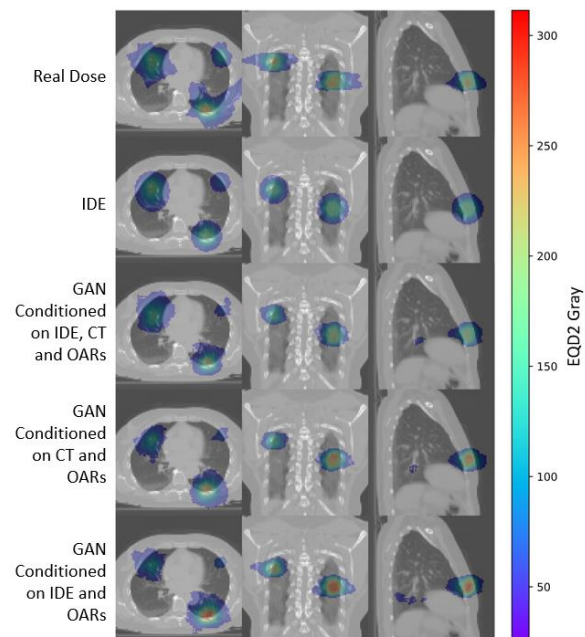 Real Dose
IDE
GAN
Conditioned
on IDE, CT
and OARs
GAN
Conditioned
on CT and
OARs
GAN
Conditioned
on IDE and
OARs
300
250
200
150
100
50
EQD2 Gray